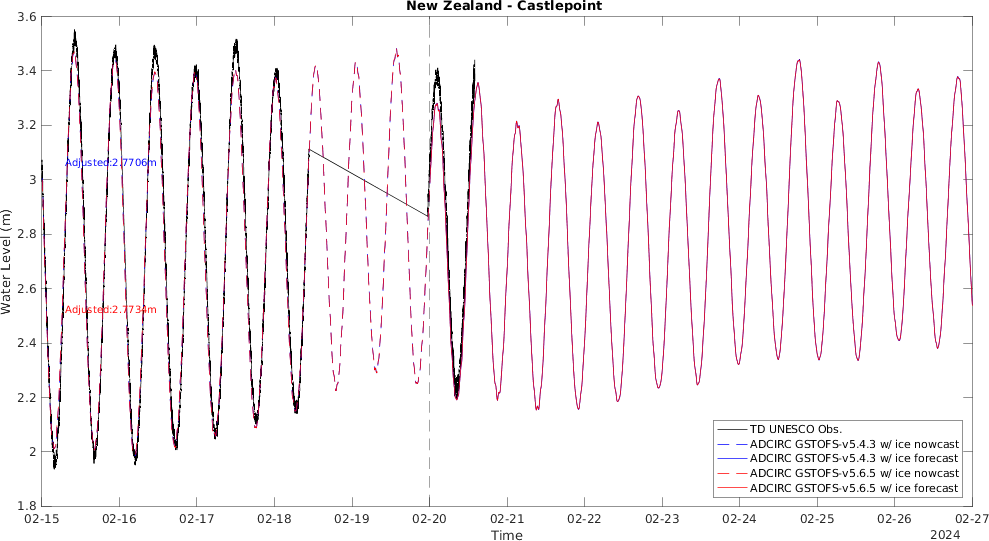 New Zealand - Castlepoint
3.6
3.4
3.2
3
2.8
2.6
2.4
2.2
2
1.8
Water Level (m)
Adjusted:2.7706m
Adjusted:2.7734m
TD UNESCO Obs.
ADCIRC GSTOFS-v5.4.3 w/ ice nowcast
ADCIRC GSTOFS-v5.4.3 w/ ice forecast
ADCIRC GSTOFS-v5.6.5 w/ ice nowcast
ADCIRC GSTOFS-v5.6.5 w/ ice forecast
02-15 02-16 02-17 02-18 02-19 02-20 02-21 02-22 02-23 02-24 02-25 02-26 02-27
Time
2024